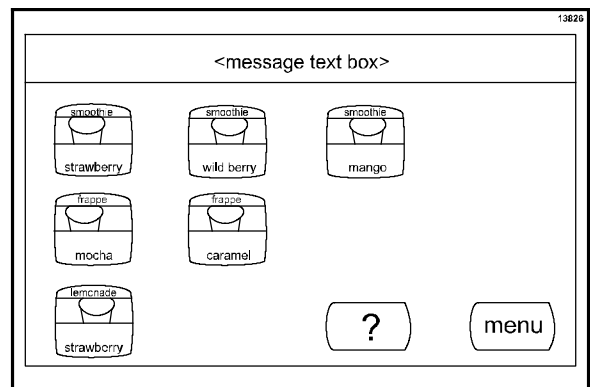 13826
<message text box>
smoothie
strawberry
smoothie
wild berry
smoothie
mango
frappe
mocha
frappe
caramel
lemonade
strawberry
?
menu